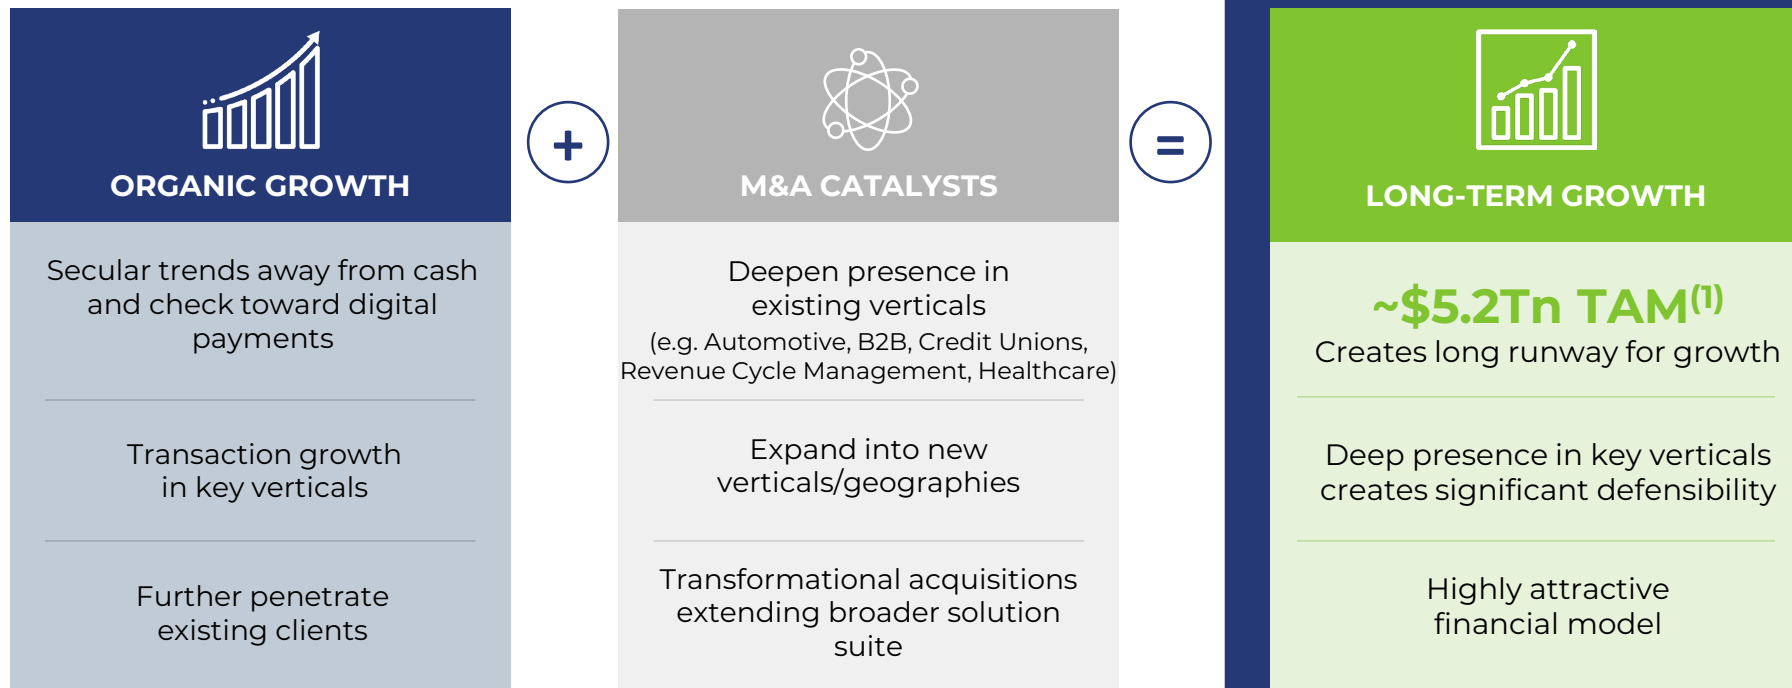 ORGANIC GROWTH
Secular trends away from cash
and check toward digital
payments
Transaction growth
in key verticals
Further penetrate
existing clients
+
M&A CATALYSTS
Deepen presence in
existing verticals
(e.g. Automotive, B2B, Credit Unions,
Revenue Cycle Management, Healthcare)
Expand into new
verticals/geographies
Transformational acquisitions
extending broader solution
suite
=
LONG-TERM GROWTH
~$5.2Tn TAM(1)
Creates long runway for growth
Deep presence in key verticals
creates significant defensibility
Highly attractive
financial model